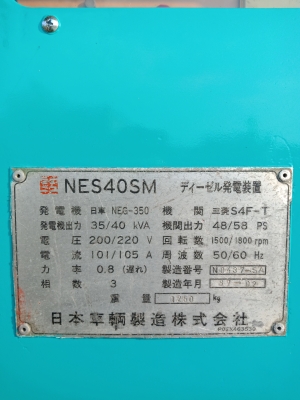 NES40SM ディーゼル発電装置
発電機 日車 NEG-350 機関 三菱S4F-T
発電機出力 35/40 kVA 機関出力 48/58 PS
電圧 200/220 V 回転数 1500/1800 rpm
電流 101/105 A 周波数 50/60 Hz
力率 0.8 (遅れ) 製造番号
相数 3 製造年月
重量 1250 kg
日本車輌製造株式会社